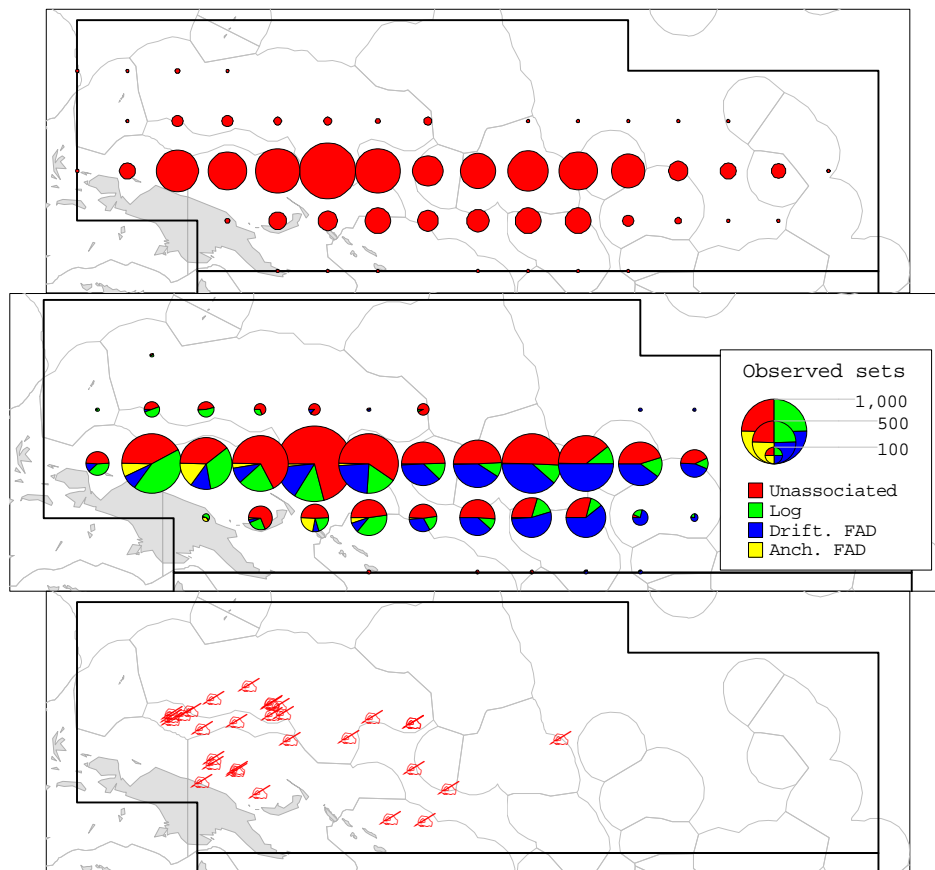 Observed sets
1,000
500
100
Unassociated
Log
Drift. FAD
Anch. FAD